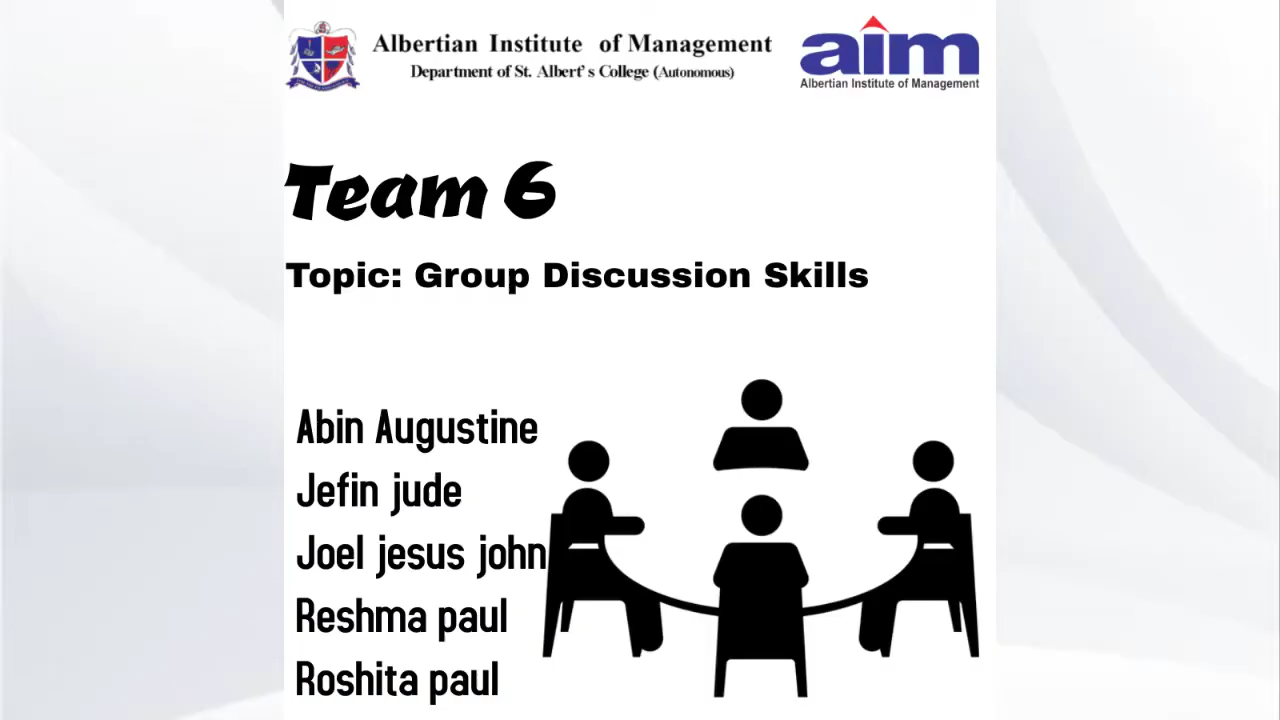 Albertian Institute of Management
Department of St. Albert's College (Autonomous)
aim
Albertian Institute of Management
Team 6
Topic: Group Discussion Skills
Abin Augustine
Jefin jude
Joel jesus john
Reshma paul
Roshita paul